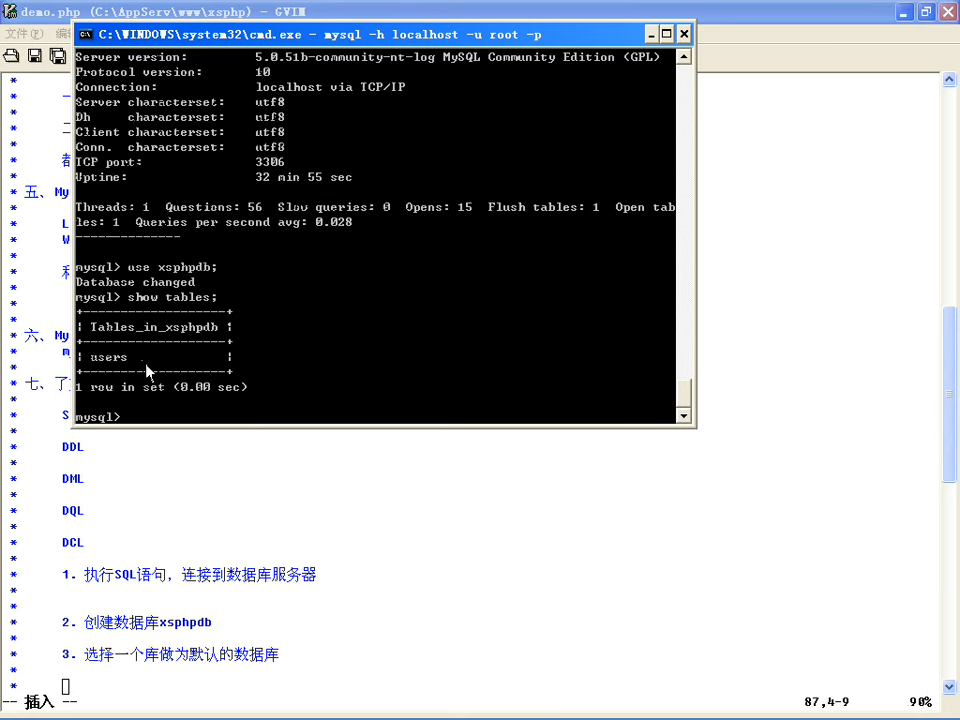 demo.php (C:\AppServ\www\xsphp) - GVIM
文件(F) 编辑
C:\WINDOWS\system32\cmd.exe - mysql -h localhost -u root -p
Server version: 5.0.51b-community-nt-log MySQL Community Edition (GPL)
Protocol version: 10
Connection: localhost via TCP/IP
Server characterset: utf8
Db characterset: utf8
Client characterset: utf8
Conn. characterset: utf8
TCP port: 3306
Uptime: 32 min 55 sec
Threads: 1 Questions: 56 Slow queries: 0 Opens: 15 Flush tables: 1 Open tab
les: 1 Queries per second avg: 0.028
--------------
mysql> use xsphpdb;
Database changed
mysql> show tables;
+-------------------+
| Tables_in_xsphpdb |
+-------------------+
| users |
+-------------------+
1 row in set (0.00 sec)
mysql>
五、My
L
W
六、My
m
七、了
S
* DDL
* DML
* DQL
* DCL
* 1. 执行SQL语句，连接到数据库服务器
* 2. 创建数据库xsphpdb
* 3. 选择一个库做为默认的数据库
-- 插入 -- 87,4-9 90%